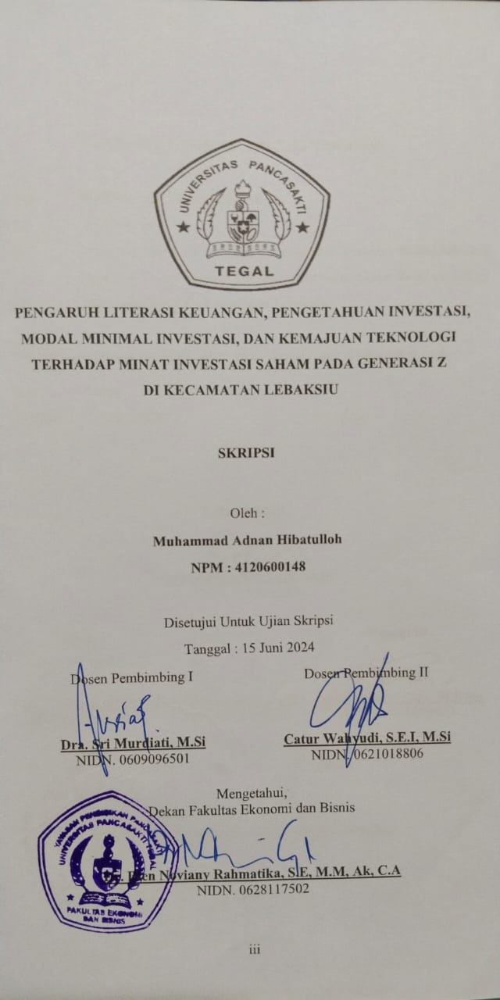 UNIVERSITAS PANCASAKTI
TEGAL
PENGARUH LITERASI KEUANGAN, PENGETAHUAN INVESTASI,
MODAL MINIMAL INVESTASI, DAN KEMAJUAN TEKNOLOGI
TERHADAP MINAT INVESTASI SAHAM PADA GENERASI Z
DI KECAMATAN LEBAKSIU
SKRIPSI
Oleh :
Muhammad Adnan Hibatulloh
NPM : 4120600148
Disetujui Untuk Ujian Skripsi
Tanggal : 15 Juni 2024
Dosen Pembimbing I
Dosen Pembimbing II
Dra. Sri Murdiati, M.Si
NIDN. 0609096501
Catur Wahyudi, S.E.I, M.Si
NIDN. 0621018806
Mengetahui,
Dekan Fakultas Ekonomi dan Bisnis
YAYASAN PENDIDIKAN PANCASAKTI
UNIVERSITAS PANCASAKTI TEGAL
FAKULTAS EKONOMI
DAN BISNIS
Noviany Rahmatika, S.E, M.M, Ak, C.A
NIDN. 0628117502
iii